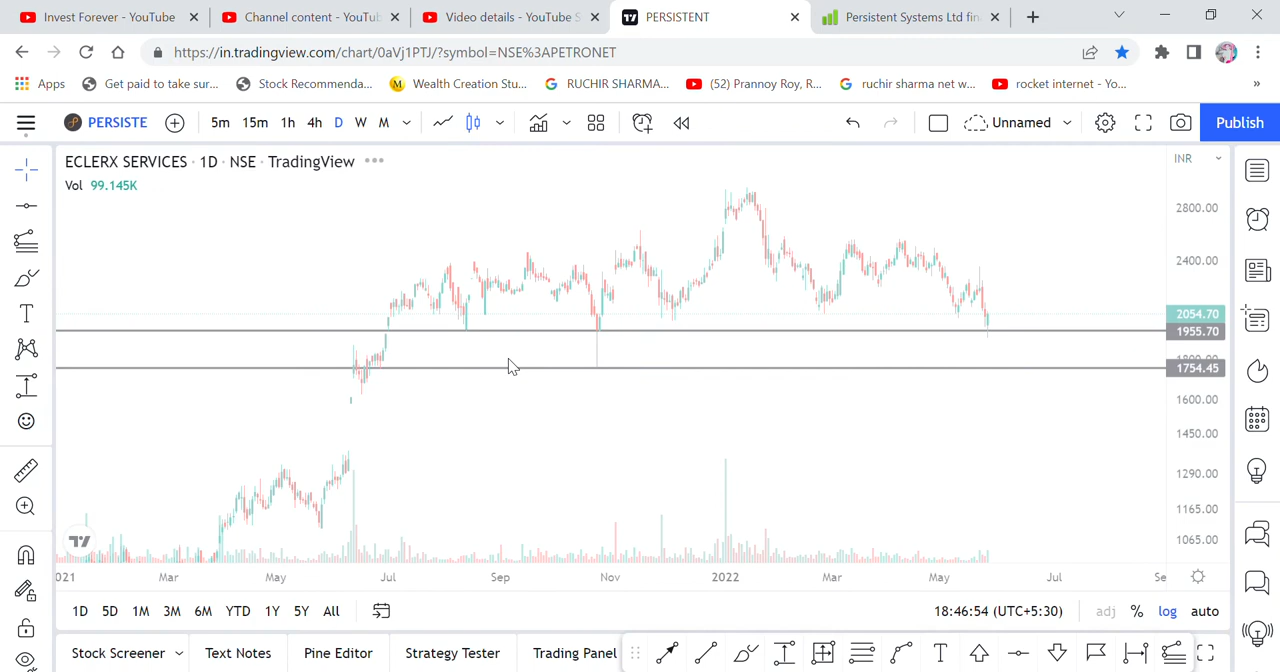 Invest Forever - YouTube
Channel content - YouTub
Video details - YouTube S
PERSISTENT
Persistent Systems Ltd fin
https://in.tradingview.com/chart/0aVj1PTJ/?symbol=NSE%3APETRONET
Apps
Get paid to take sur...
Stock Recommenda...
M Wealth Creation Stu...
RUCHIR SHARMA...
(52) Prannoy Roy, R...
ruchir sharma net w...
rocket internet - Yo...
»
PERSISTE
5m 15m 1h 4h D W M
Unnamed
Publish
ECLERX SERVICES · 1D · NSE · TradingView
INR
Vol 99.145K
2800.00
2400.00
2054.70
1955.70
1800.00
1754.45
1600.00
1450.00
1290.00
1165.00
1065.00
2021 Mar May Jul Sep Nov 2022 Mar May Jul Se
1D 5D 1M 3M 6M YTD 1Y 5Y All
18:46:54 (UTC+5:30)
adj % log auto
Stock Screener
Text Notes
Pine Editor
Strategy Tester
Trading Panel